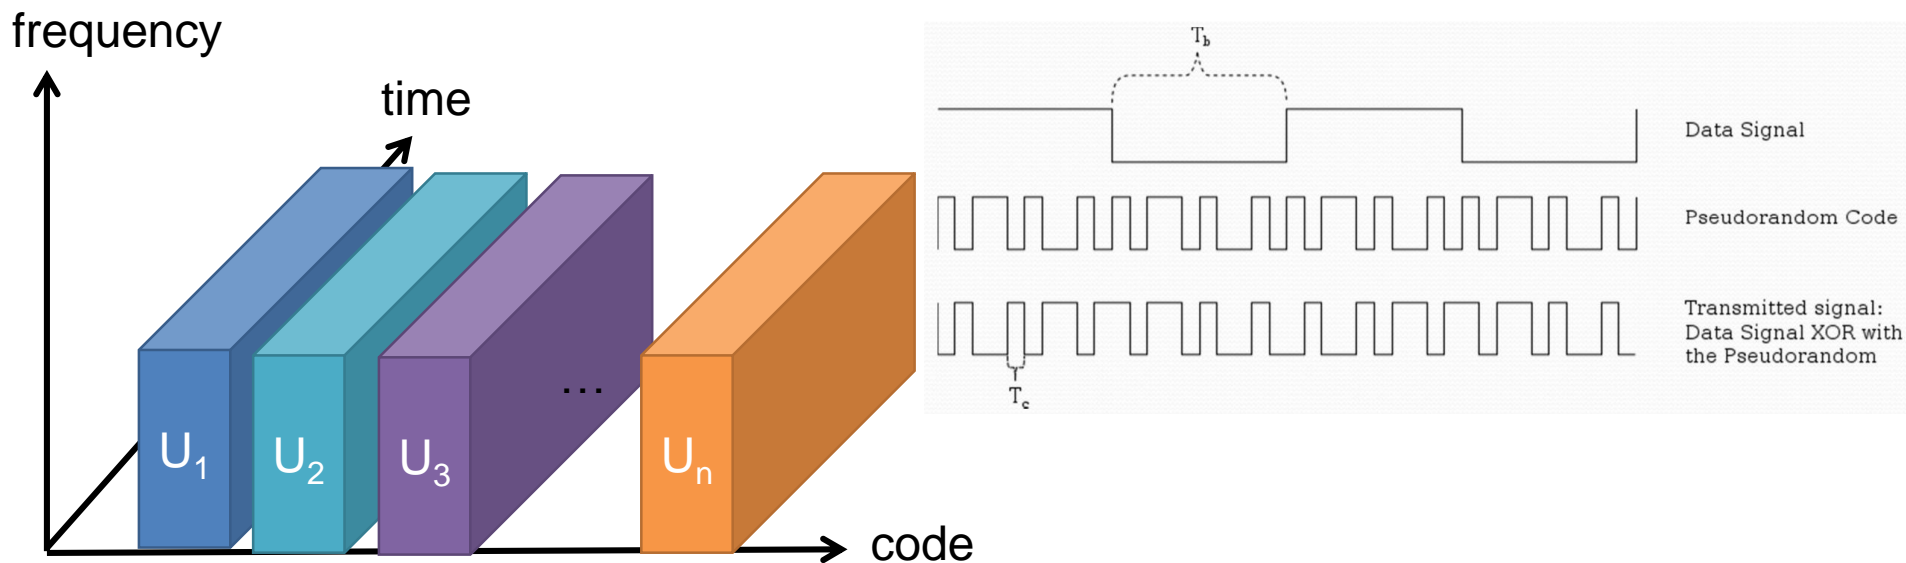 frequency
time
U1
U2
U3
...
Un
code
Tb
Data Signal
Pseudorandom Code
Transmitted signal:
Data Signal XOR with
the Pseudorandom
Tc